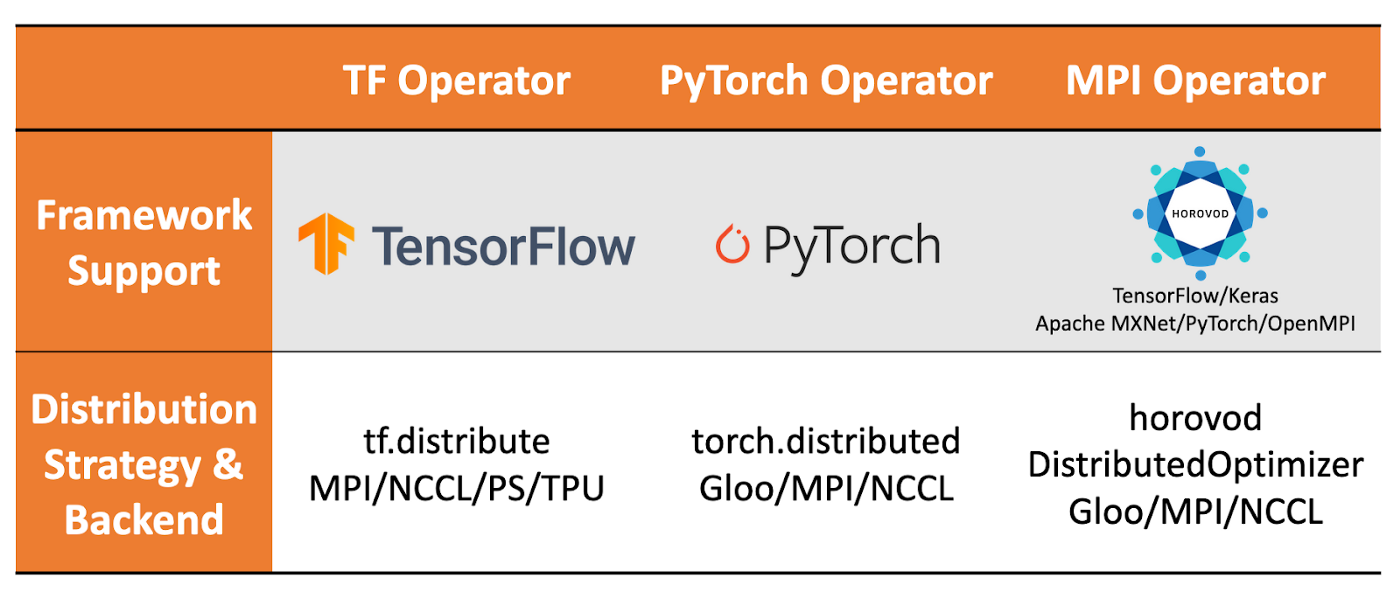 TF Operator
PyTorch Operator
MPI Operator
Framework
Support
TensorFlow
PyTorch
HOROVOD
TensorFlow/Keras
Apache MXNet/PyTorch/OpenMPI
Distribution
Strategy &
Backend
tf.distribute
MPI/NCCL/PS/TPU
torch.distributed
Gloo/MPI/NCCL
horovod
DistributedOptimizer
Gloo/MPI/NCCL